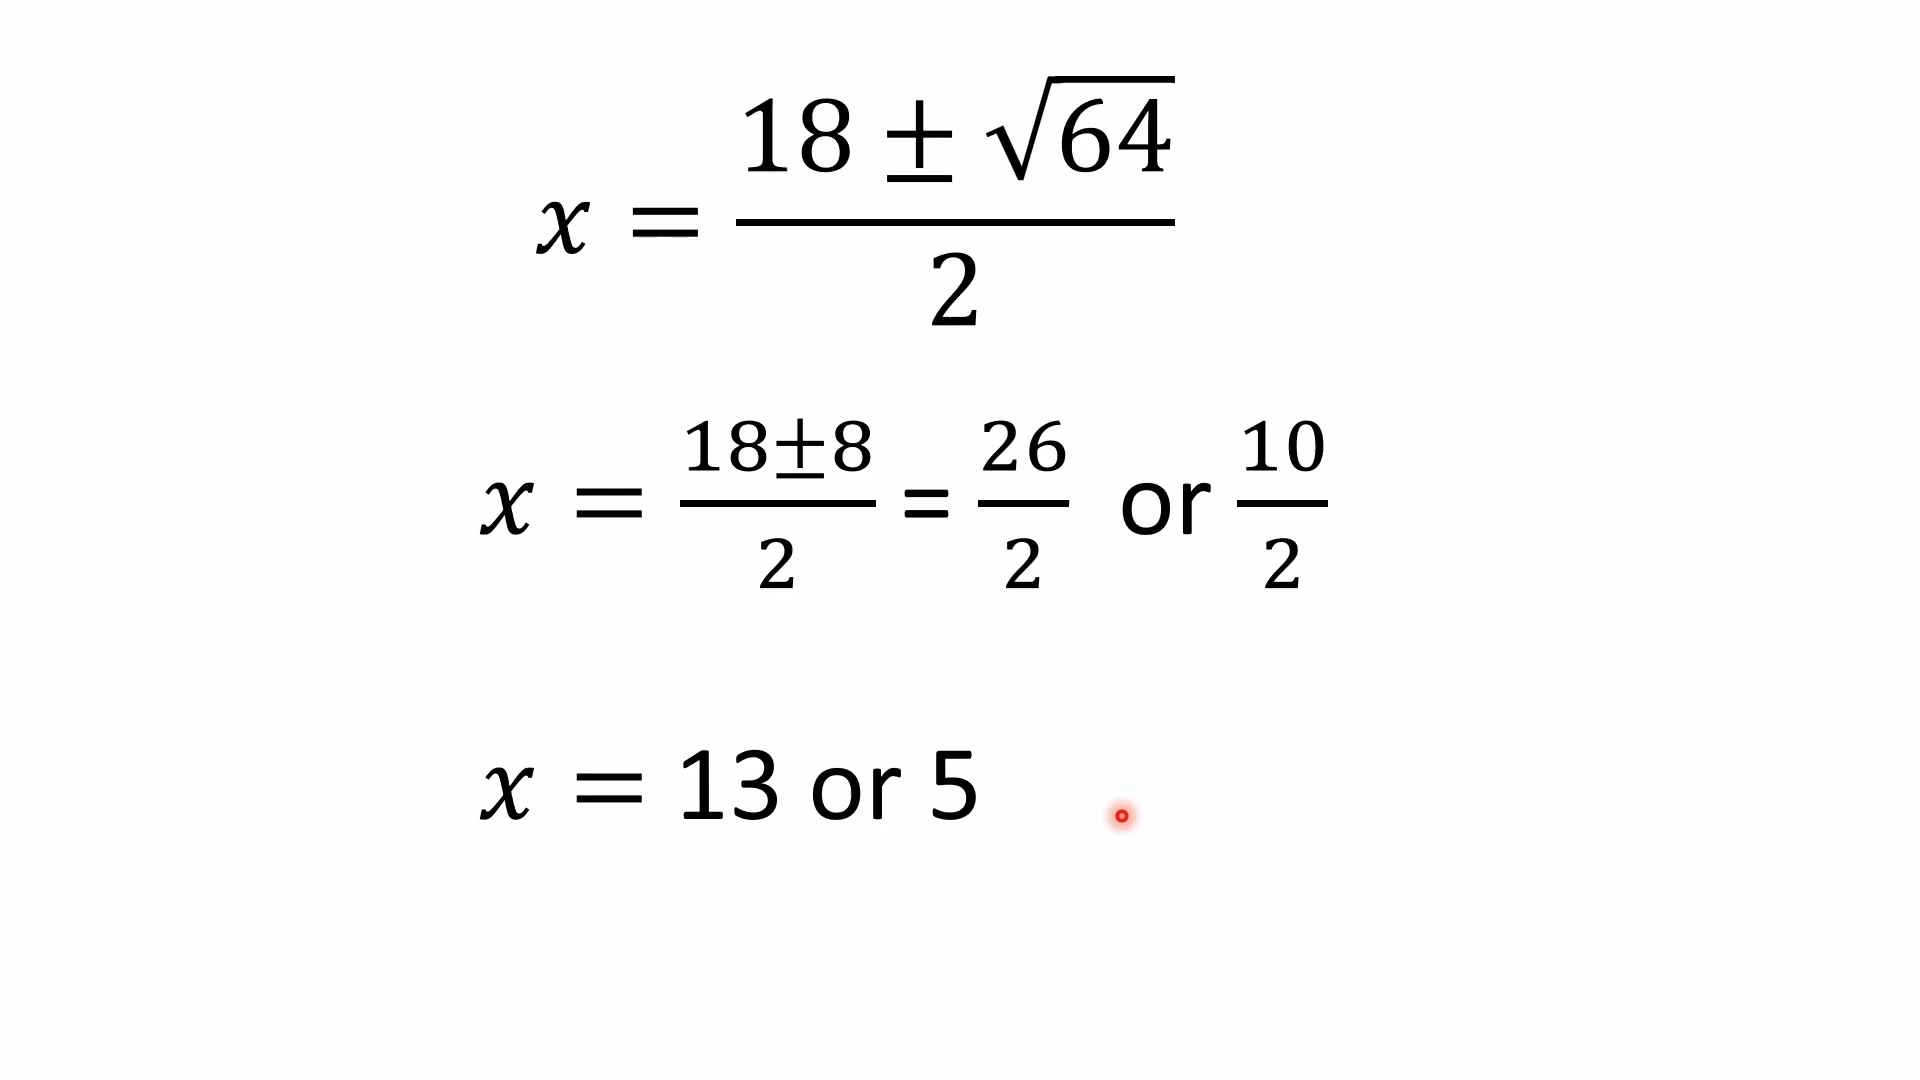 𝑥 = (18 ± √64)/2
𝑥 = (18±8)/2 = 26/2 or 10/2
𝑥 = 13 or 5